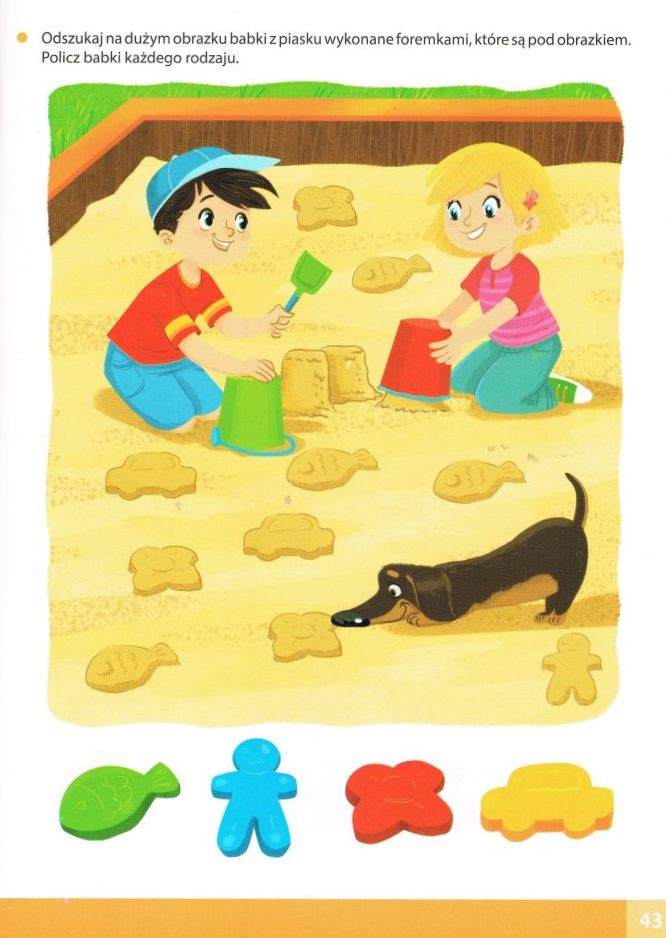 Odszukaj na dużym obrazku babki z piasku wykonane foremkami, które są pod obrazkiem.
Policz babki każdego rodzaju.
43